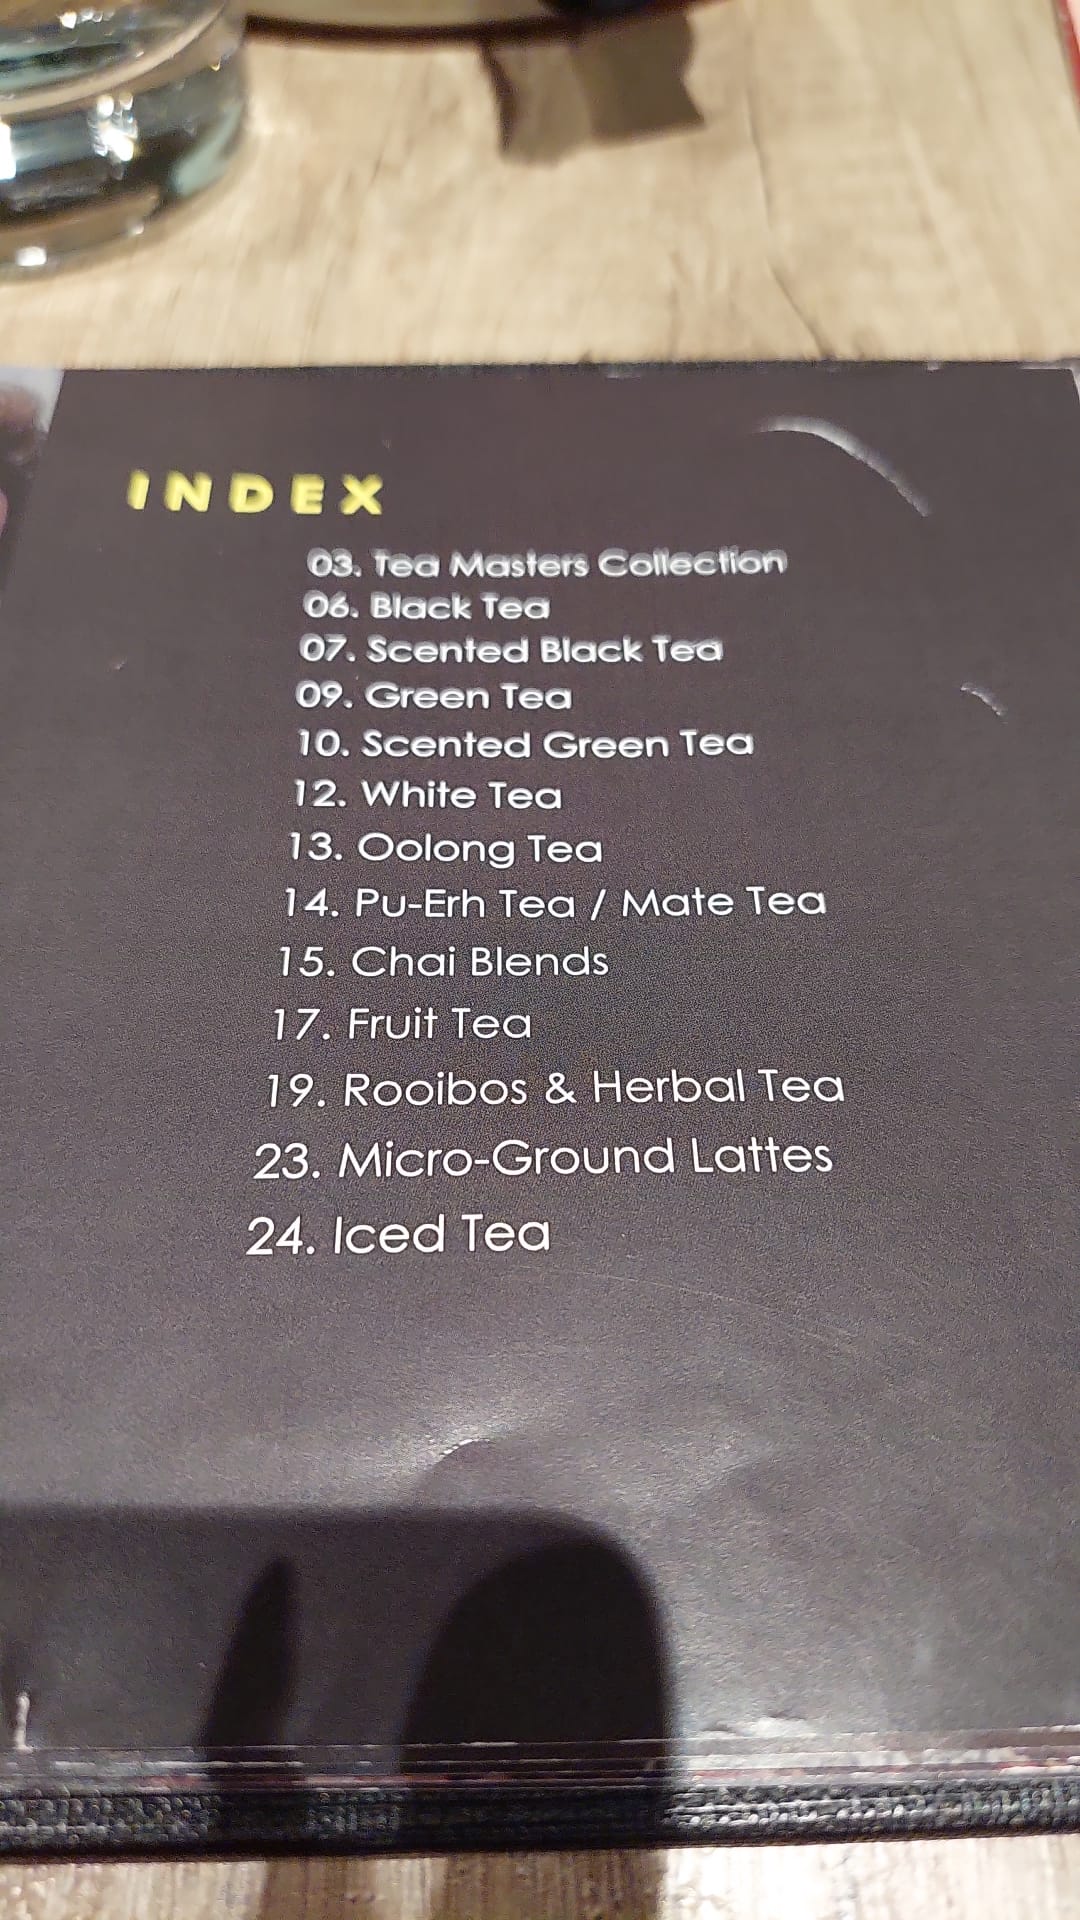 INDEX
03. Tea Masters Collection
06. Black Tea
07. Scented Black Tea
09. Green Tea
10. Scented Green Tea
12. White Tea
13. Oolong Tea
14. Pu-Erh Tea / Mate Tea
15. Chai Blends
17. Fruit Tea
19. Rooibos & Herbal Tea
23. Micro-Ground Lattes
24. Iced Tea